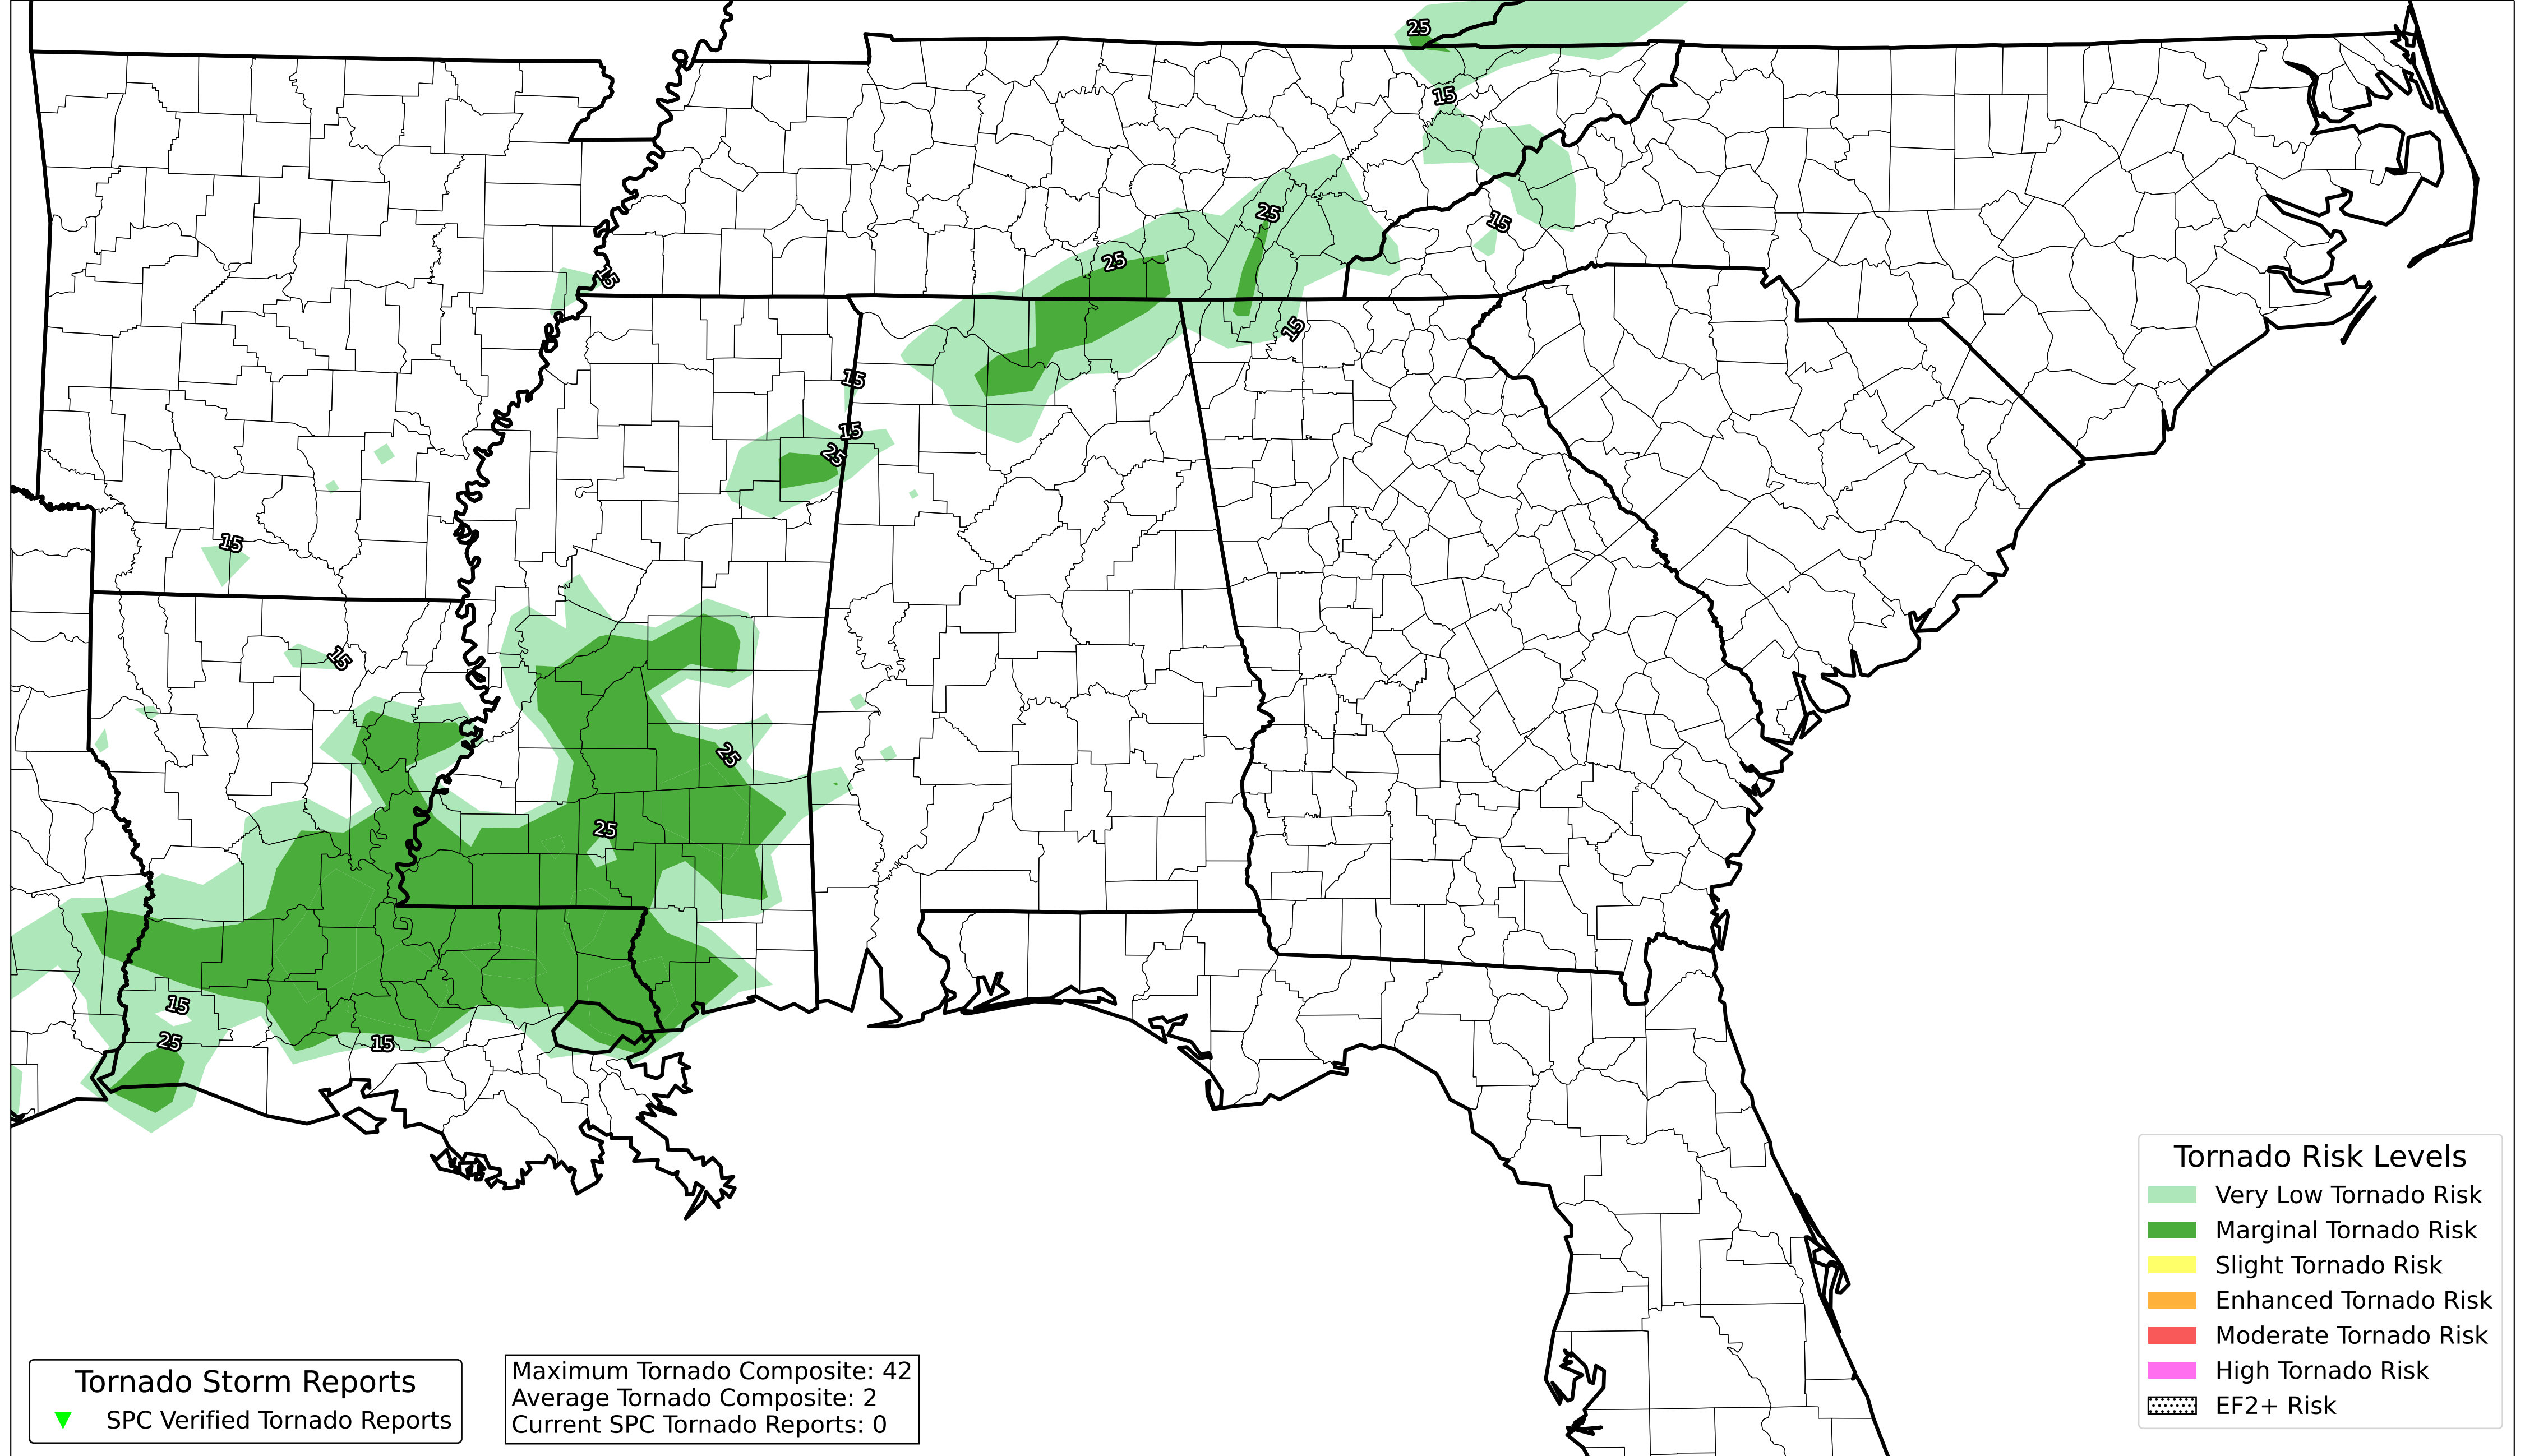 25
15
25
15
25
15
15
15
15
25
15
15
25
25
15
25
15
Tornado Risk Levels
Very Low Tornado Risk
Marginal Tornado Risk
Slight Tornado Risk
Enhanced Tornado Risk
Moderate Tornado Risk
High Tornado Risk
EF2+ Risk
Tornado Storm Reports
SPC Verified Tornado Reports
Maximum Tornado Composite: 42
Average Tornado Composite: 2
Current SPC Tornado Reports: 0